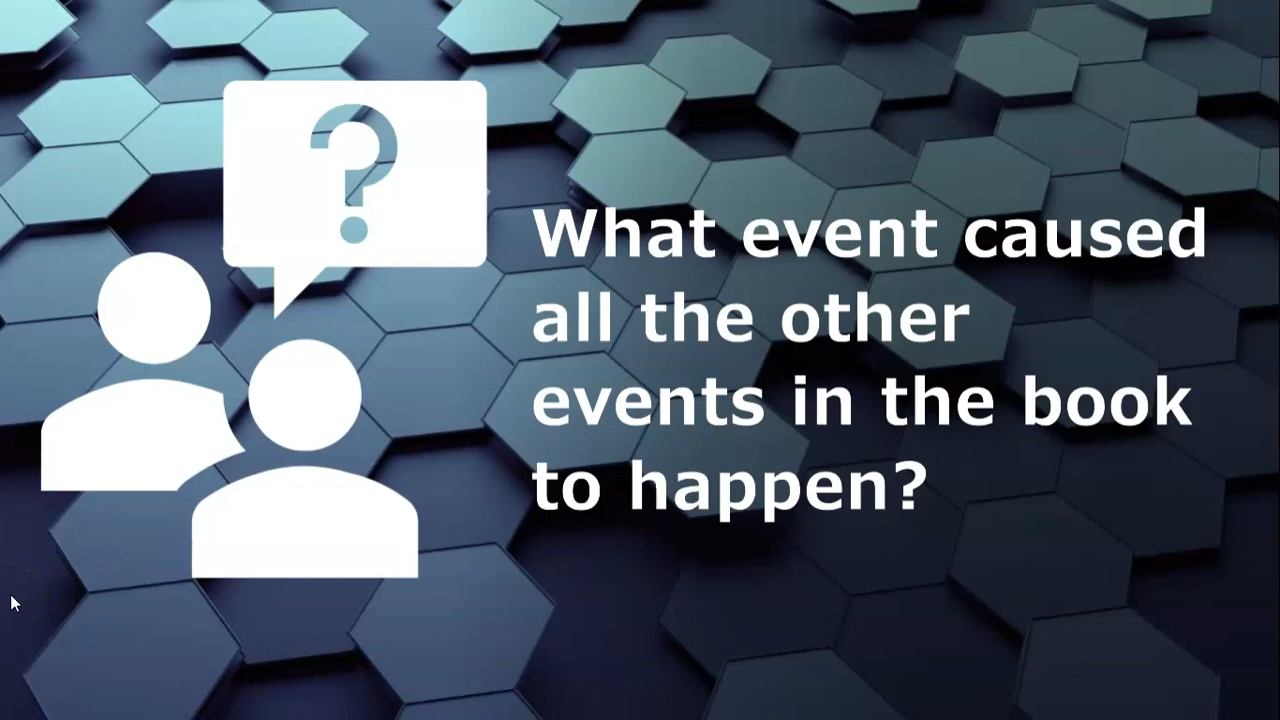 ?
What event caused
all the other
events in the book
to happen?